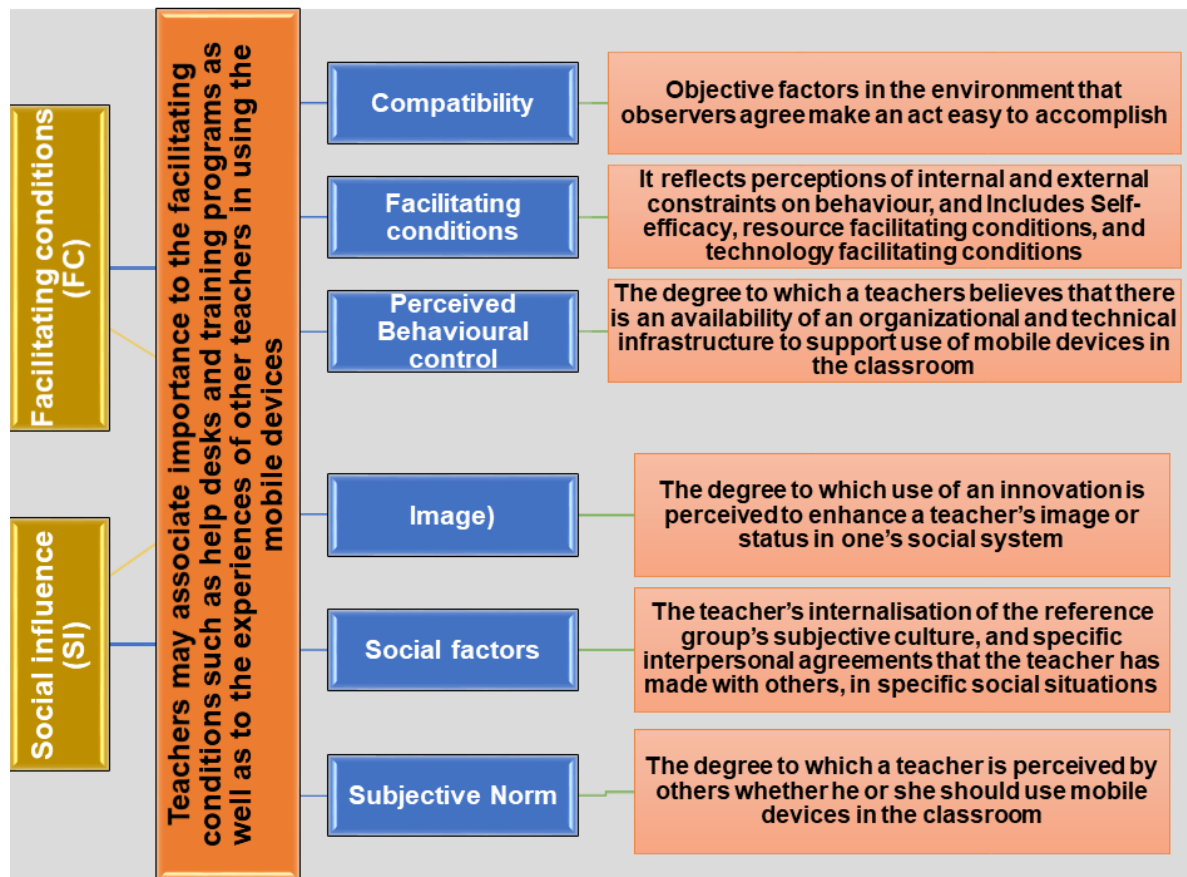 Facilitating conditions
(FC)
Social influence
(SI)
Teachers may associate importance to the facilitating
conditions such as help desks and training programs as
well as to the experiences of other teachers in using the
mobile devices
Compatibility
Objective factors in the environment that
observers agree make an act easy to accomplish
Facilitating
conditions
It reflects perceptions of internal and external
constraints on behaviour, and Includes Self-
efficacy, resource facilitating conditions, and
technology facilitating conditions
Perceived
Behavioural
control
The degree to which a teachers believes that there
is an availability of an organizational and technical
infrastructure to support use of mobile devices in
the classroom
Image)
The degree to which use of an innovation is
perceived to enhance a teacher's image or
status in one's social system
Social factors
The teacher's internalisation of the reference
group's subjective culture, and specific
interpersonal agreements that the teacher has
made with others, in specific social situations
Subjective Norm
The degree to which a teacher is perceived by
others whether he or she should use mobile
devices in the classroom